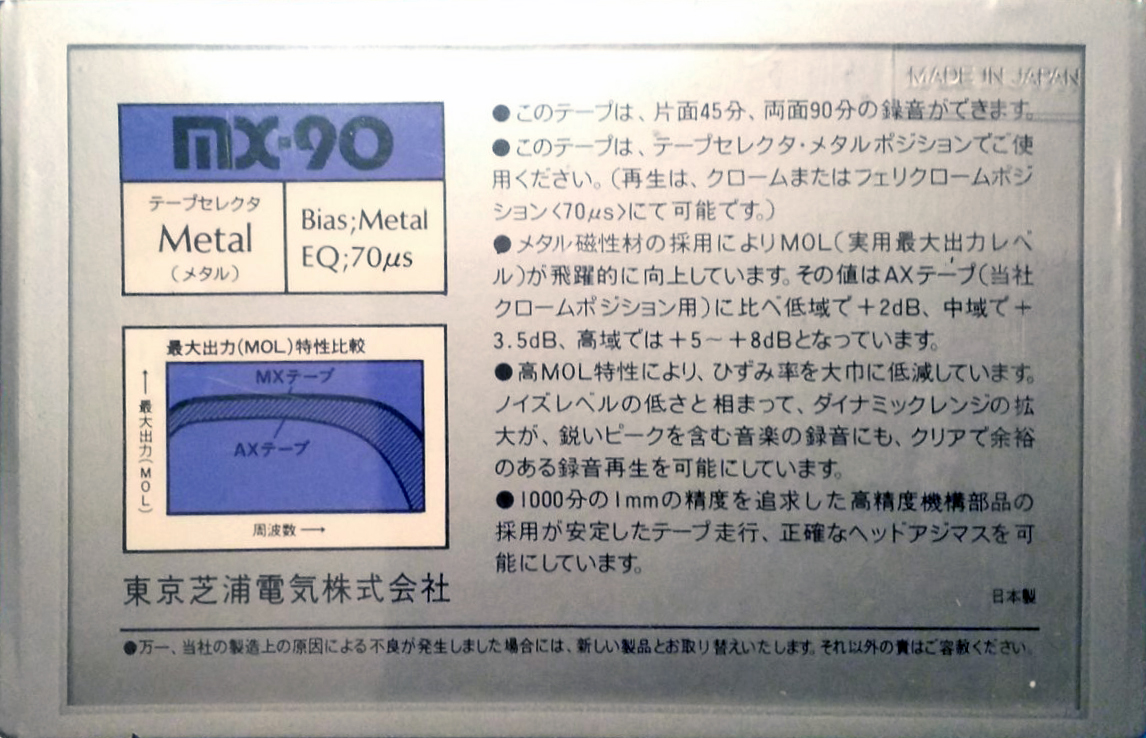 MADE IN JAPAN
MX-90
テープセレクタ
Metal
(メタル)
Bias;Metal
EQ;70μs
最大出力(MOL)特性比較
MXテープ
AXテープ
↑最大出力(MOL)
周波数→
東京芝浦電気株式会社
●このテープは、片面45分、両面90分の録音ができます。
●このテープは、テープセレクタ・メタルポジションでご使
用ください。(再生は、クロームまたはフェリクロームポジ
ション<70μs>にて可能です。)
●メタル磁性材の採用によりMOL(実用最大出力レベ
ル)が飛躍的に向上しています。その値はAXテープ(当社
クロームポジション用)に比べ低域で+2dB、中域で+
3.5dB、高域では+5~+8dBとなっています。
●高MOL特性により、ひずみ率を大巾に低減しています。
ノイズレベルの低さと相まって、ダイナミックレンジの拡
大が、鋭いピークを含む音楽の録音にも、クリアで余裕
のある録音再生を可能にしています。
●1000分の1mmの精度を追求した高精度機構部品の
採用が安定したテープ走行、正確なヘッドアジマスを可
能にしています。
日本製
●万一、当社の製造上の原因による不良が発生しました場合には、新しい製品とお取り替えいたします。それ以外の責はご容赦ください。